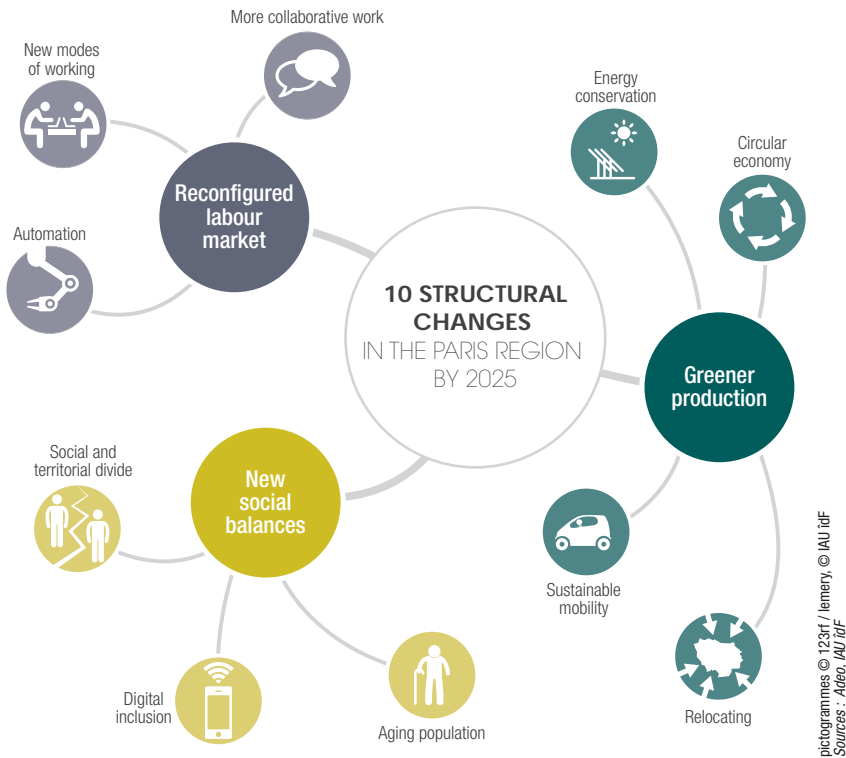 More collaborative work
New modes
of working
Reconfigured
labour
market
Automation
Energy
conservation
Circular
economy
10 STRUCTURAL
CHANGES
IN THE PARIS REGION
BY 2025
Greener
production
Social and
territorial divide
New
social
balances
Sustainable
mobility
Digital
inclusion
Aging population
Relocating
pictogrammes © 123rf / lemery, © IAU îdF
Sources : Adeo, IAU îdF